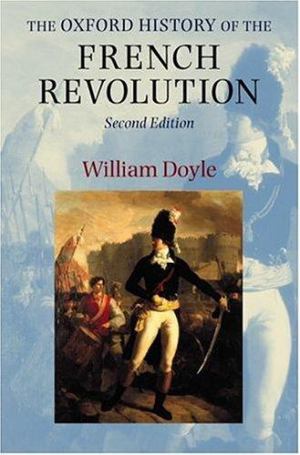 THE OXFORD HISTORY OF THE
FRENCH
REVOLUTION
Second Edition
William Doyle